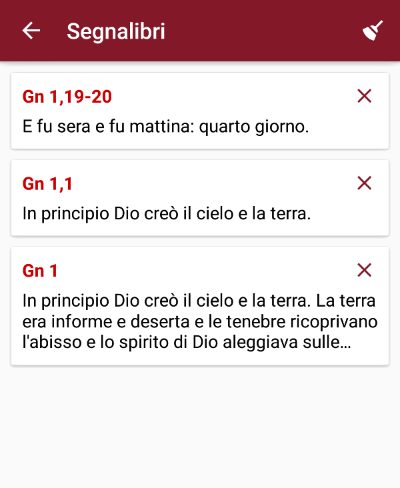 Segnalibri
Gn 1,19-20
E fu sera e fu mattina: quarto giorno.
Gn 1,1
In principio Dio creò il cielo e la terra.
Gn 1
In principio Dio creò il cielo e la terra. La terra
era informe e deserta e le tenebre ricoprivano
l'abisso e lo spirito di Dio aleggiava sulle…